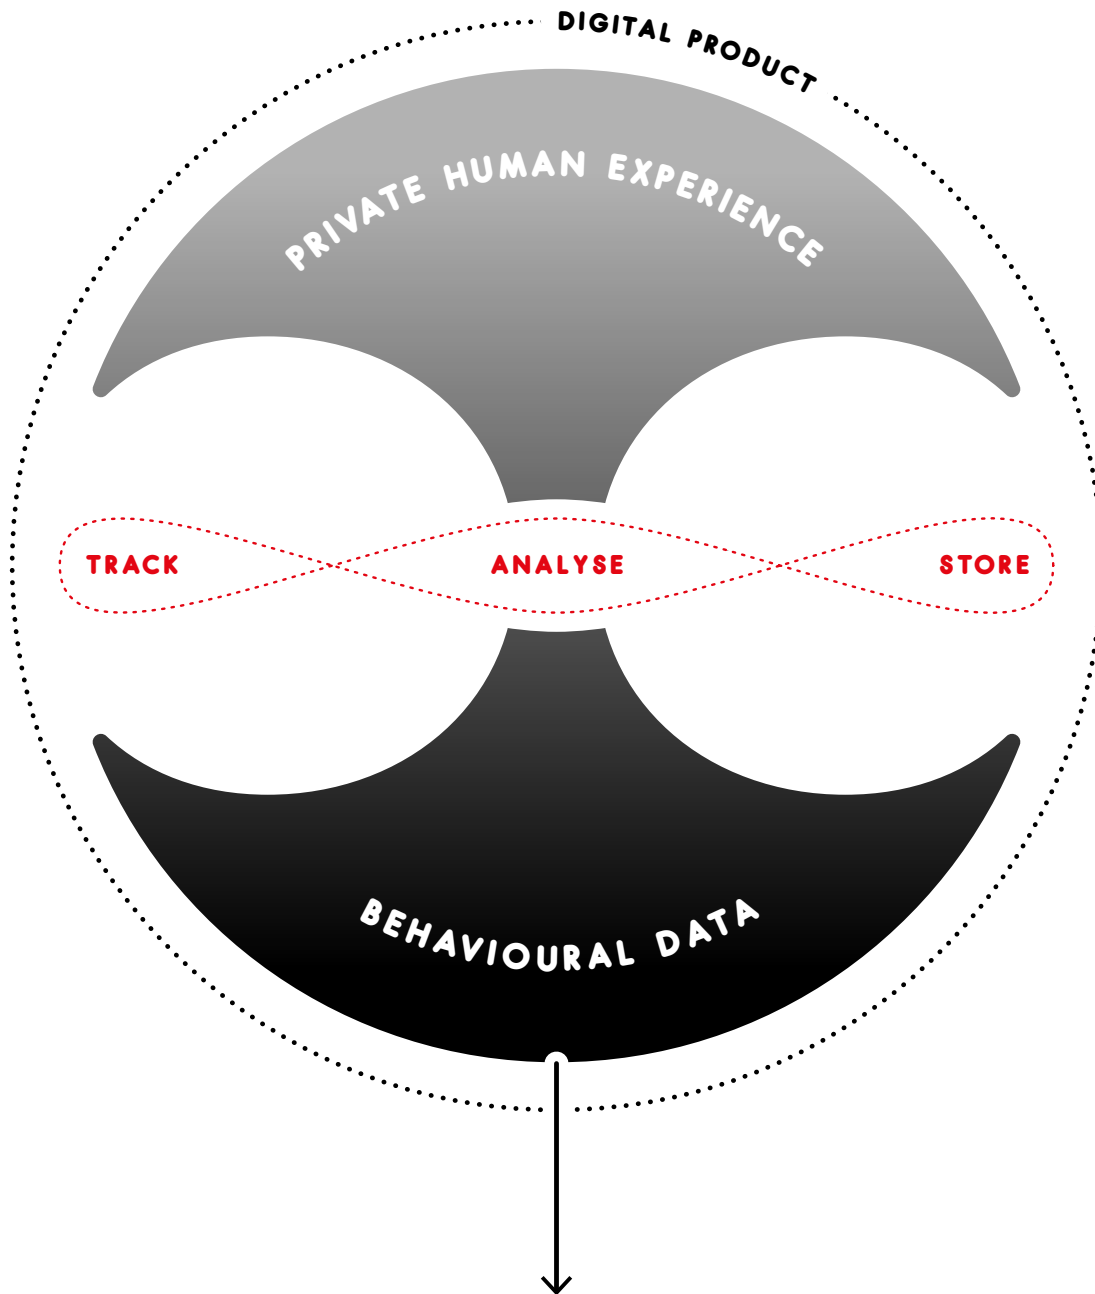 DIGITAL PRODUCT
PRIVATE HUMAN EXPERIENCE
TRACK
ANALYSE
STORE
BEHAVIOURAL DATA